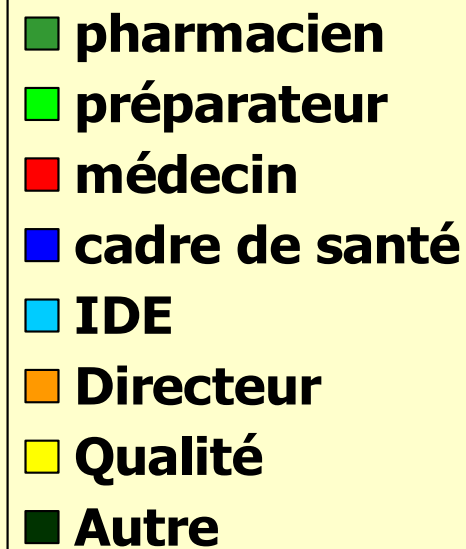 pharmacien
préparateur
médecin
cadre de santé
IDE
Directeur
Qualité
Autre